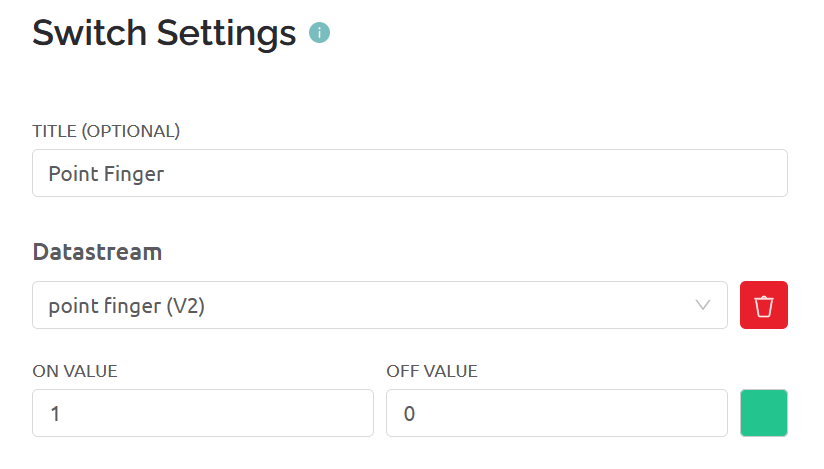 Switch Settings i
TITLE (OPTIONAL)
Point Finger
Datastream
point finger (V2)
ON VALUE OFF VALUE
1 0